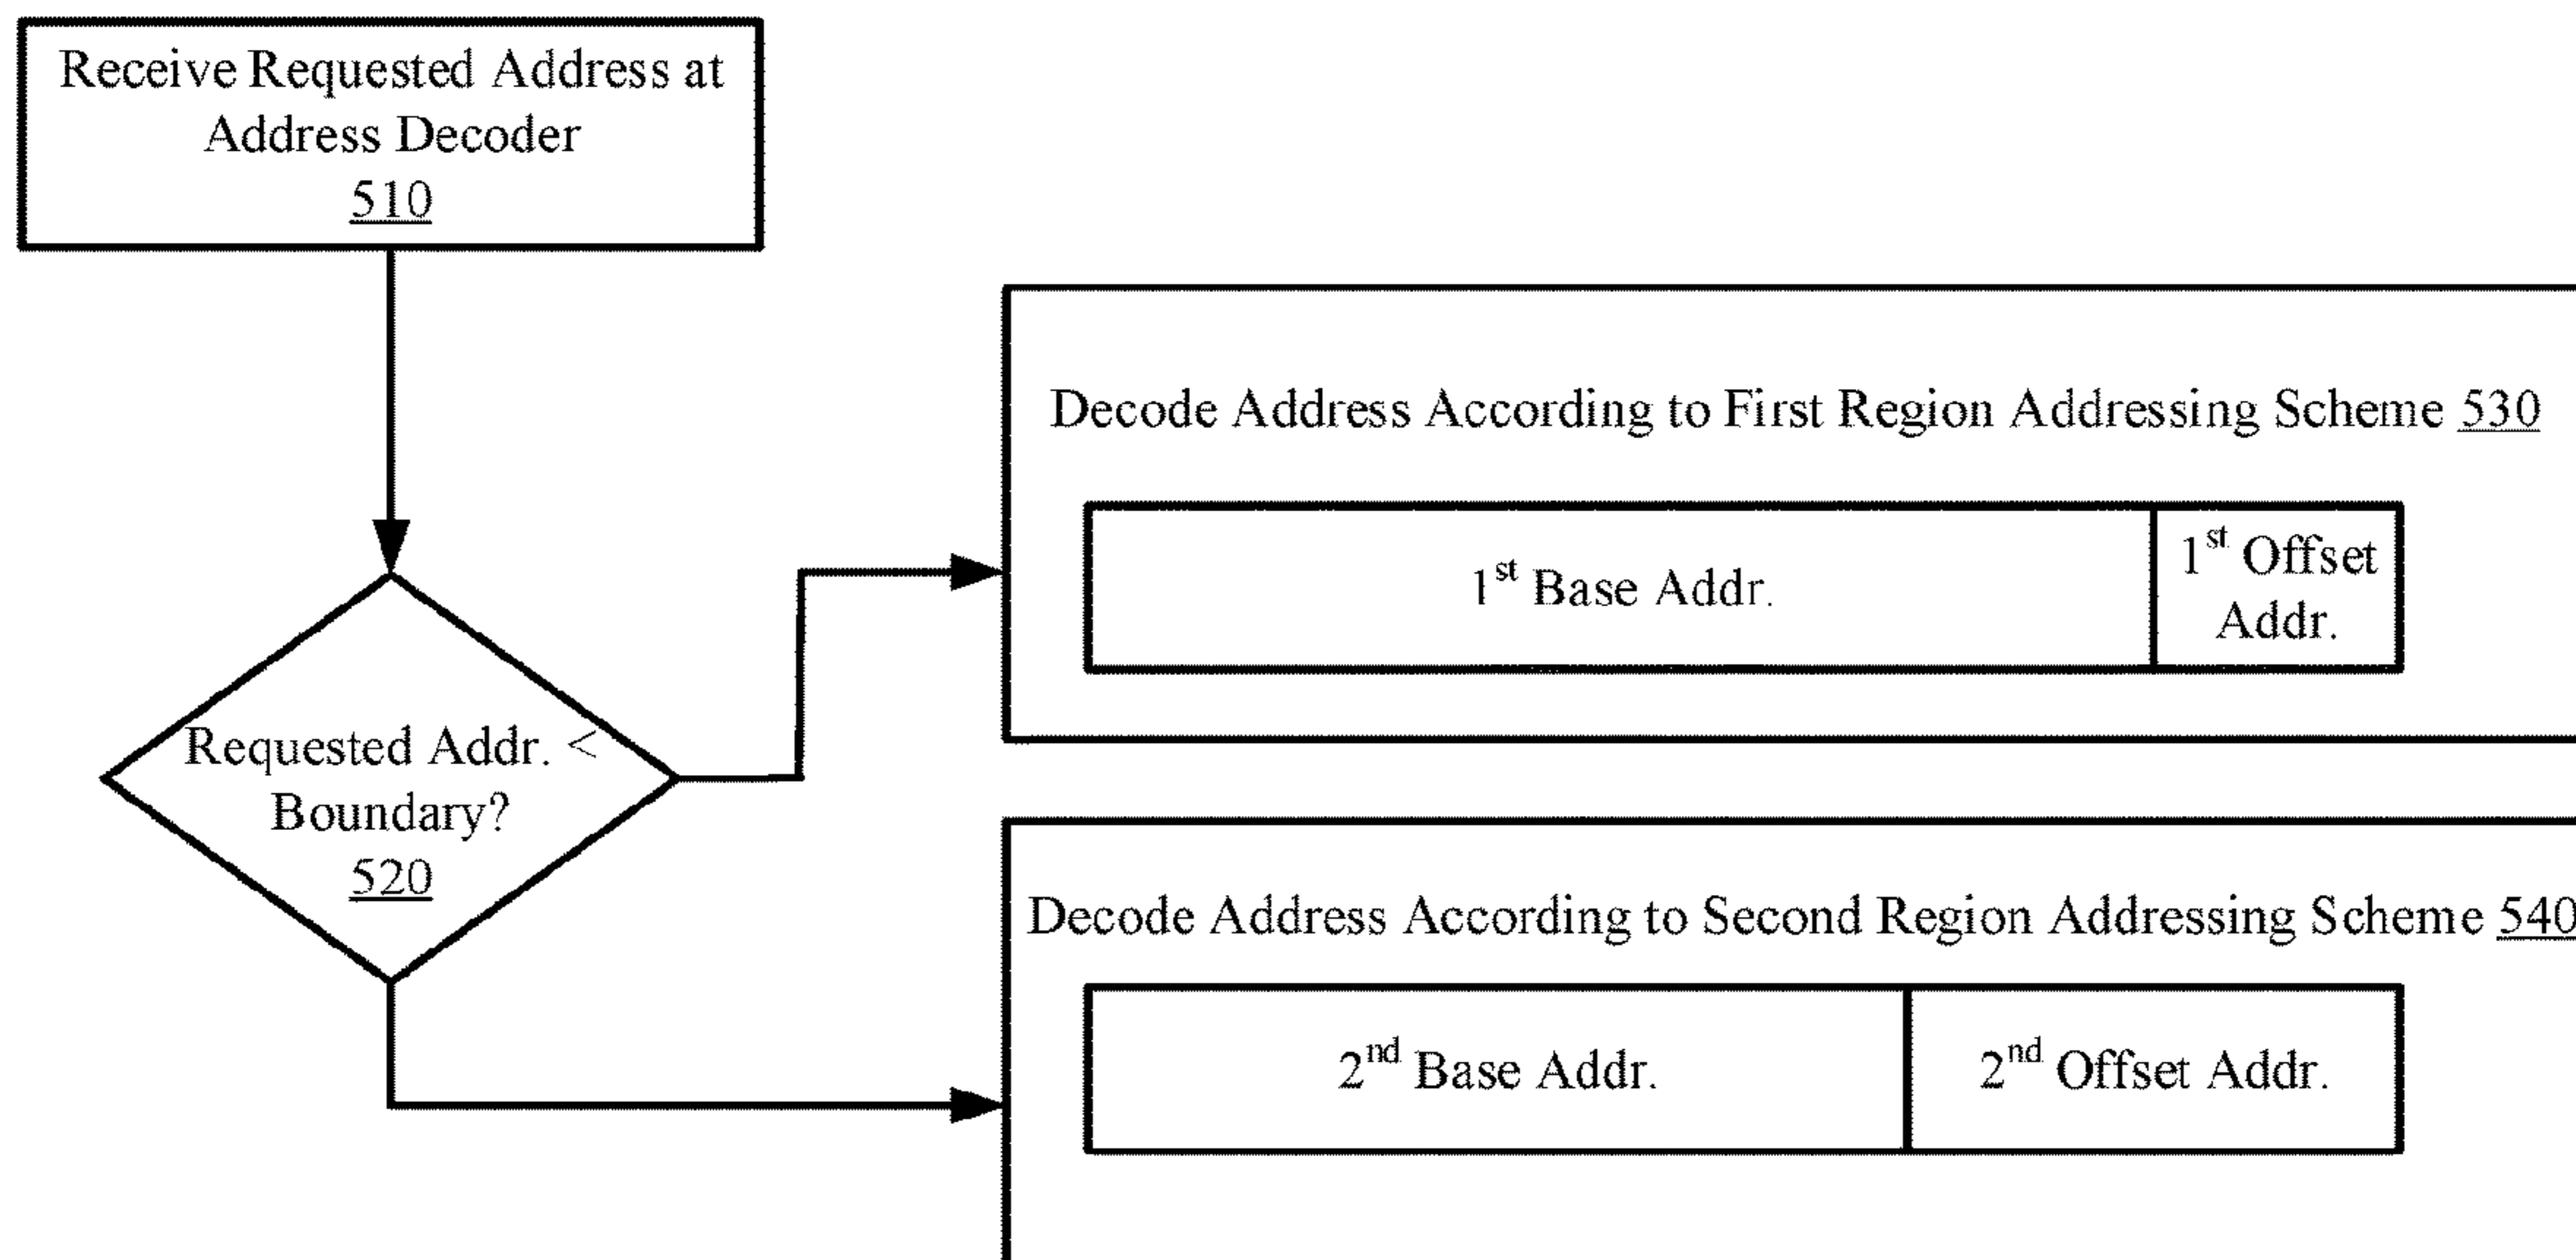 Receive Requested Address at
Address Decoder
510
Decode Address According to First Region Addressing Scheme 530
1st Base Addr.
1st Offset
Addr.
Requested Addr. <
Boundary?
520
Decode Address According to Second Region Addressing Scheme 540
2nd Base Addr.
2nd Offset Addr.